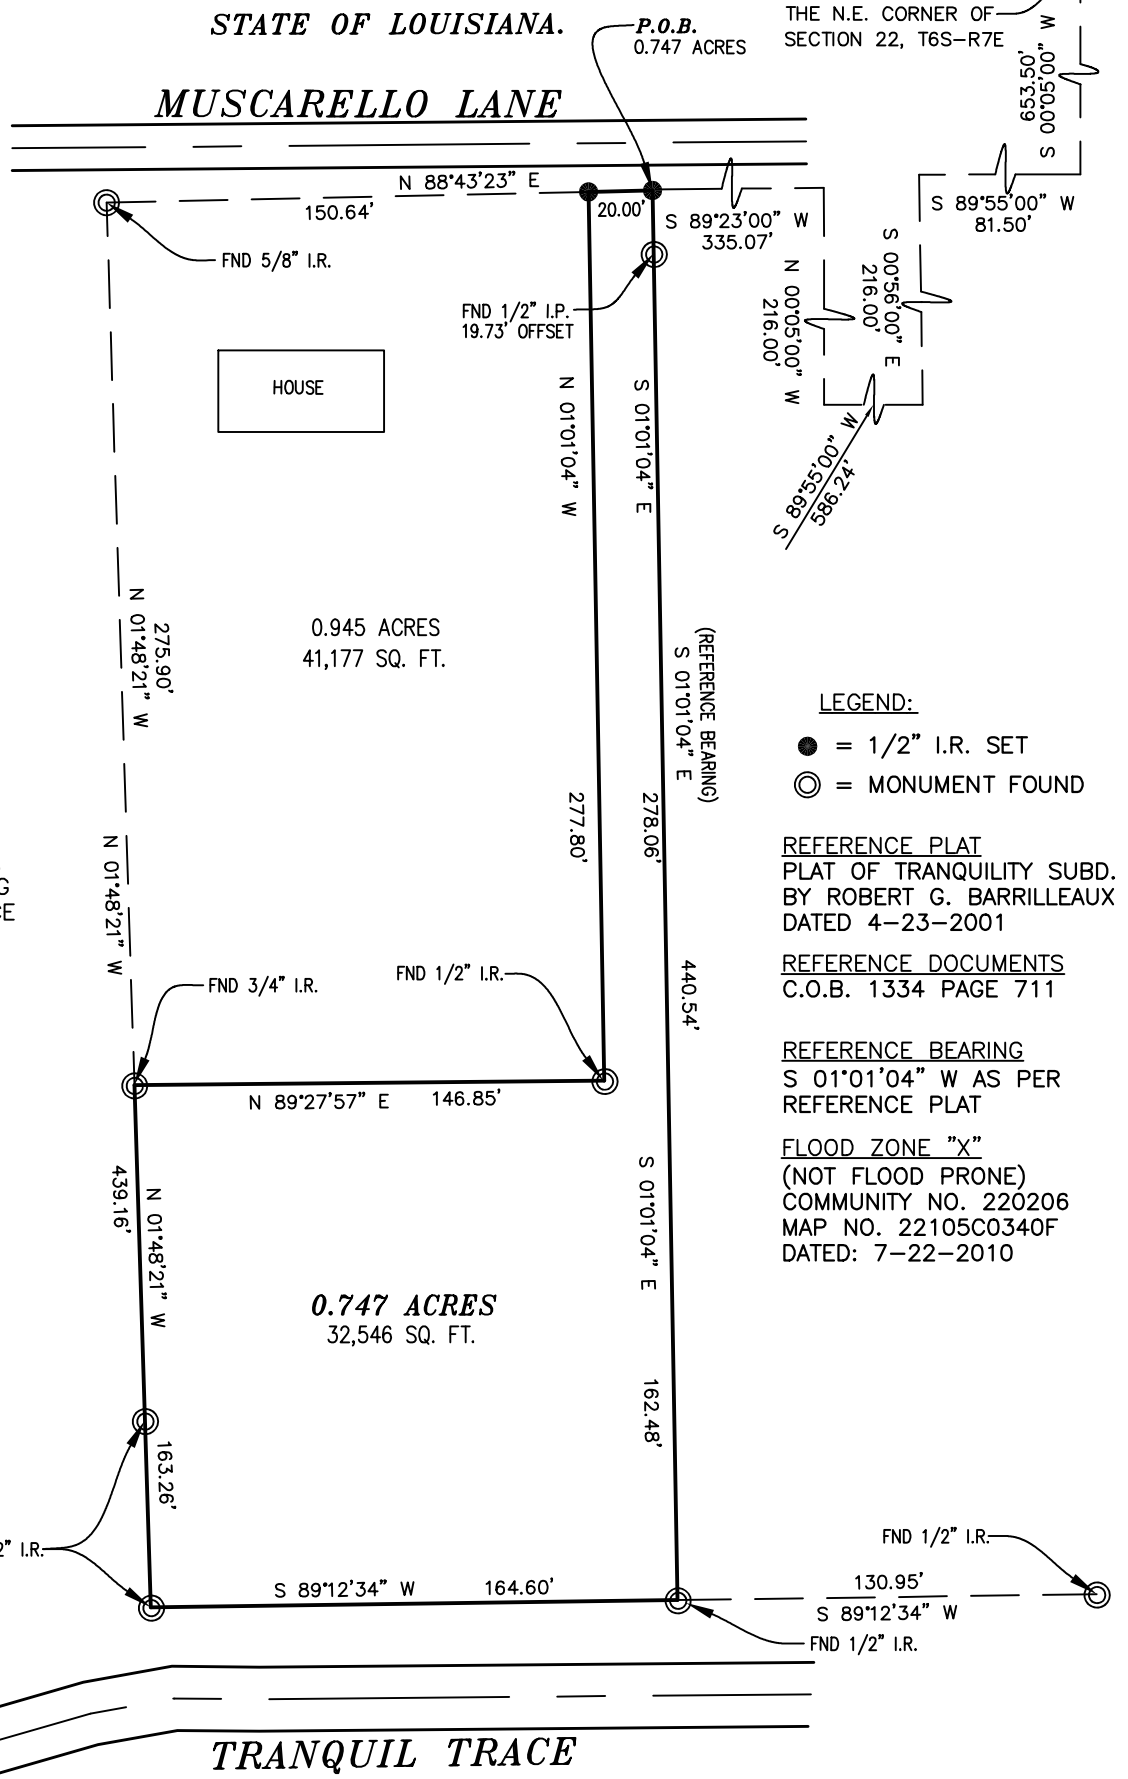 STATE OF LOUISIANA.
P.O.B.
0.747 ACRES
THE N.E. CORNER OF
SECTION 22, T6S-R7E
S 00°05'00" W
653.50'
MUSCARELLO LANE
N 88°43'23" E
150.64'
20.00'
S 89°23'00" W
335.07'
S 89°55'00" W
81.50'
FND 5/8" I.R.
FND 1/2" I.P.
19.73' OFFSET
N 00°05'00" W
216.00'
S 00°56'00" E
216.00'
HOUSE
N 01°01'04" W
S 01°01'04" E
S 89°55'00" W
586.24'
N 01°48'21" W
275.90'
0.945 ACRES
41,177 SQ. FT.
(REFERENCE BEARING)
S 01°01'04" E
LEGEND:
= 1/2" I.R. SET
= MONUMENT FOUND
277.80'
278.06'
REFERENCE PLAT
PLAT OF TRANQUILITY SUBD.
BY ROBERT G. BARRILLEAUX
DATED 4-23-2001
N 01°48'21" W
G
CE
REFERENCE DOCUMENTS
C.O.B. 1334 PAGE 711
FND 3/4" I.R.
FND 1/2" I.R.
440.54'
REFERENCE BEARING
S 01°01'04" W AS PER
REFERENCE PLAT
N 89°27'57" E 146.85'
FLOOD ZONE "X"
(NOT FLOOD PRONE)
COMMUNITY NO. 220206
MAP NO. 22105C0340F
DATED: 7-22-2010
439.16'
N 01°48'21" W
S 01°01'04" E
0.747 ACRES
32,546 SQ. FT.
162.48'
163.26'
2" I.R.
FND 1/2" I.R.
S 89°12'34" W 164.60'
130.95'
S 89°12'34" W
FND 1/2" I.R.
TRANQUIL TRACE